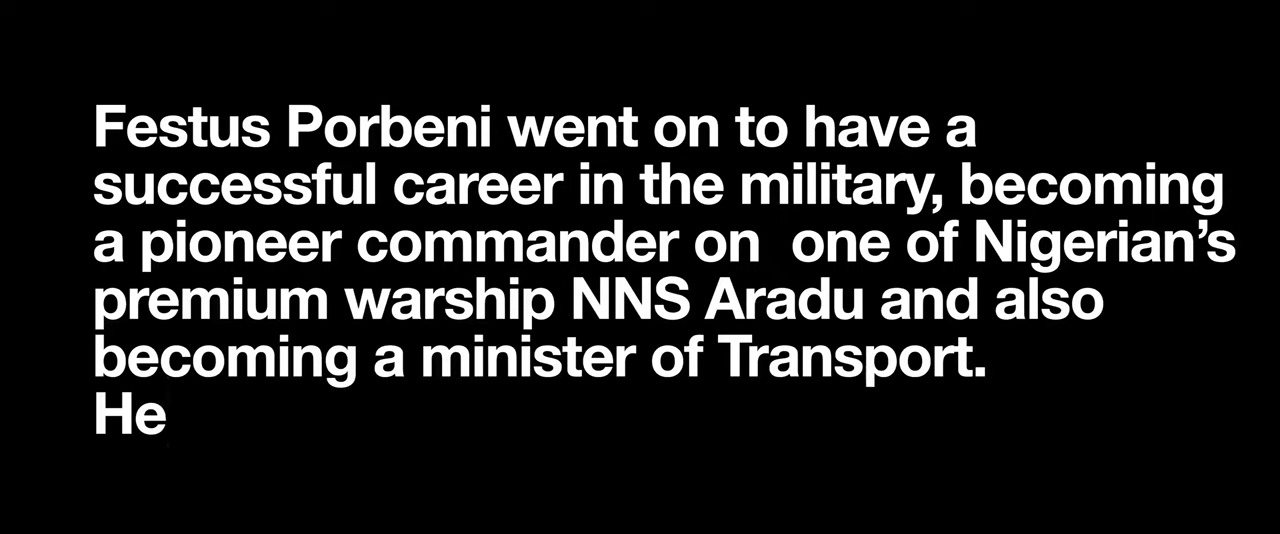 Festus Porbeni went on to have a
successful career in the military, becoming
a pioneer commander on  one of Nigerian’s
premium warship NNS Aradu and also
becoming a minister of Transport.
He